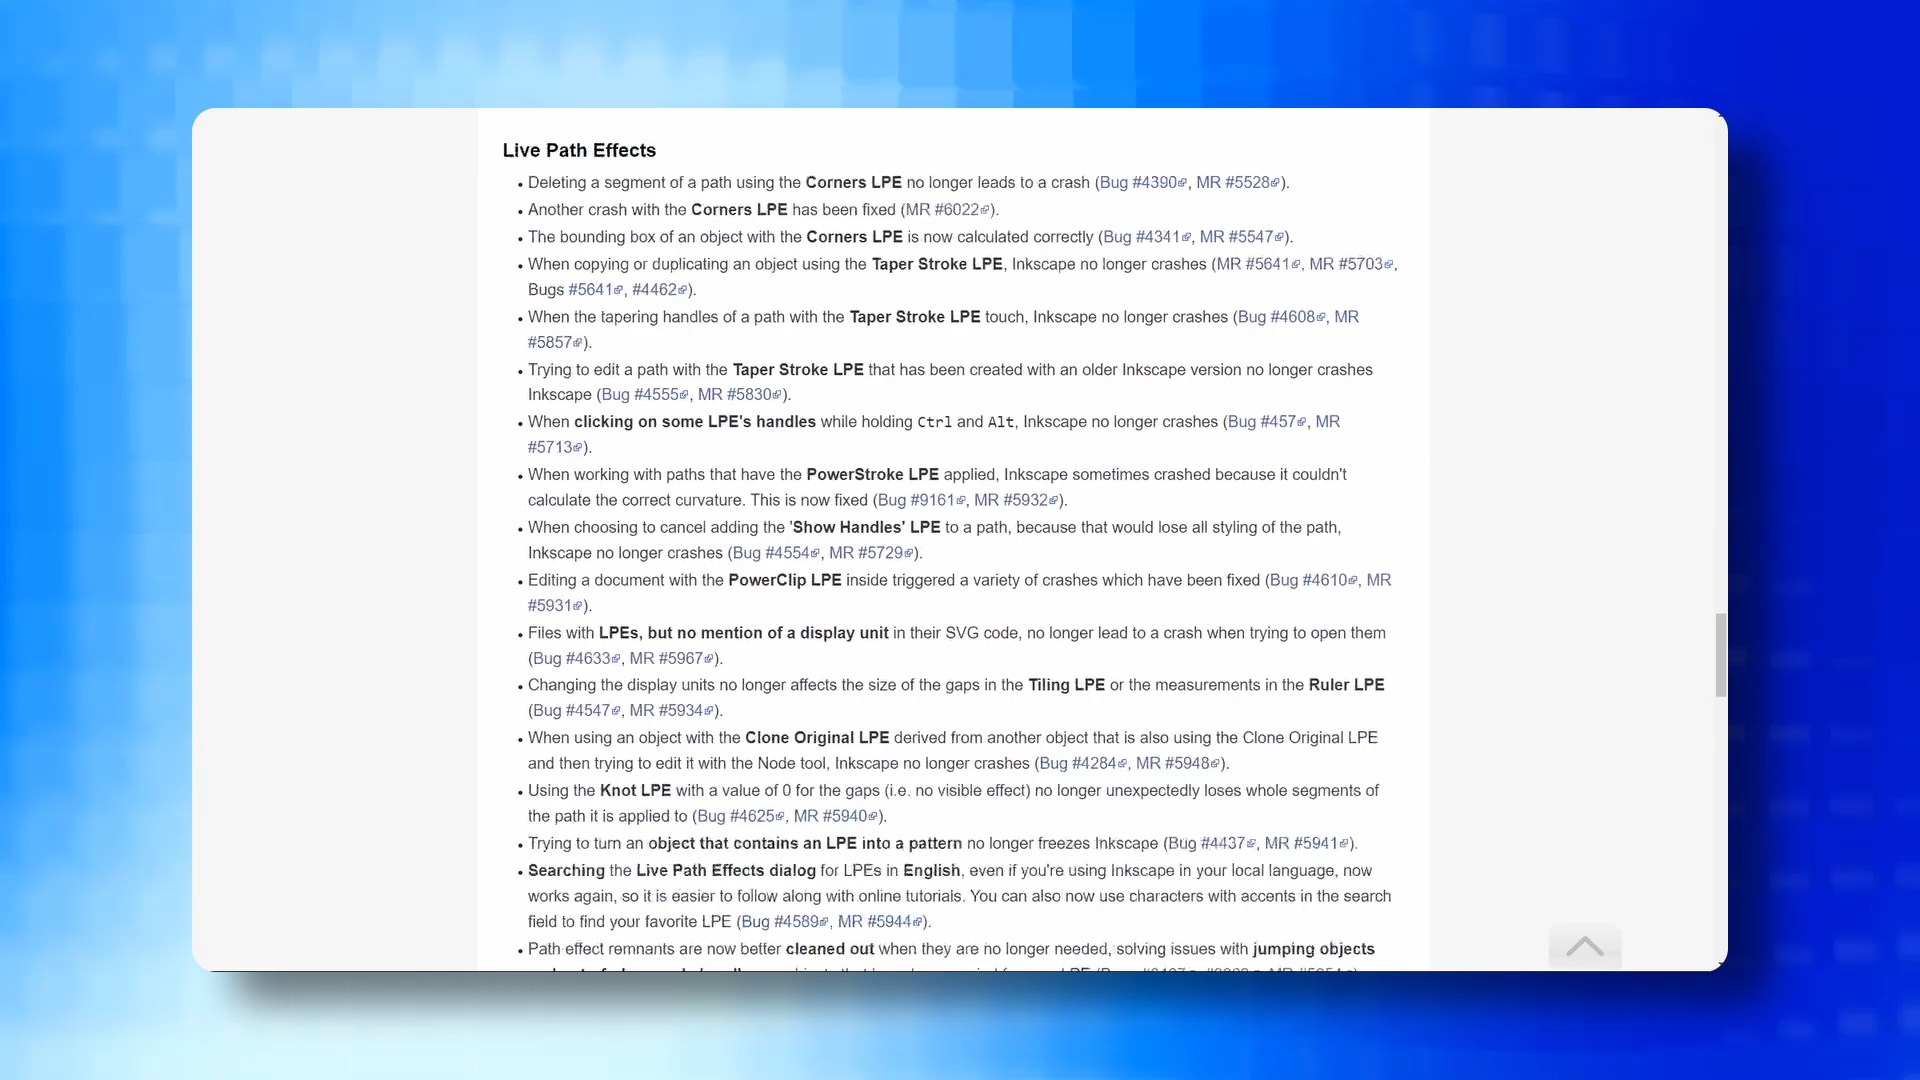 Live Path Effects
• Deleting a segment of a path using the Corners LPE no longer leads to a crash (Bug #4390, MR #5528).
• Another crash with the Corners LPE has been fixed (MR #6022).
• The bounding box of an object with the Corners LPE is now calculated correctly (Bug #4341, MR #5547).
• When copying or duplicating an object using the Taper Stroke LPE, Inkscape no longer crashes (MR #5641, MR #5703,
Bugs #5641, #4462).
• When the tapering handles of a path with the Taper Stroke LPE touch, Inkscape no longer crashes (Bug #4608, MR
#5857).
• Trying to edit a path with the Taper Stroke LPE that has been created with an older Inkscape version no longer crashes
Inkscape (Bug #4555, MR #5830).
• When clicking on some LPE's handles while holding Ctrl and Alt, Inkscape no longer crashes (Bug #457, MR
#5713).
• When working with paths that have the PowerStroke LPE applied, Inkscape sometimes crashed because it couldn't
calculate the correct curvature. This is now fixed (Bug #9161, MR #5932).
• When choosing to cancel adding the 'Show Handles' LPE to a path, because that would lose all styling of the path,
Inkscape no longer crashes (Bug #4554, MR #5729).
• Editing a document with the PowerClip LPE inside triggered a variety of crashes which have been fixed (Bug #4610, MR
#5931).
• Files with LPEs, but no mention of a display unit in their SVG code, no longer lead to a crash when trying to open them
(Bug #4633, MR #5967).
• Changing the display units no longer affects the size of the gaps in the Tiling LPE or the measurements in the Ruler LPE
(Bug #4547, MR #5934).
• When using an object with the Clone Original LPE derived from another object that is also using the Clone Original LPE
and then trying to edit it with the Node tool, Inkscape no longer crashes (Bug #4284, MR #5948).
• Using the Knot LPE with a value of 0 for the gaps (i.e. no visible effect) no longer unexpectedly loses whole segments of
the path it is applied to (Bug #4625, MR #5940).
• Trying to turn an object that contains an LPE into a pattern no longer freezes Inkscape (Bug #4437, MR #5941).
• Searching the Live Path Effects dialog for LPEs in English, even if you're using Inkscape in your local language, now
works again, so it is easier to follow along with online tutorials. You can also now use characters with accents in the search
field to find your favorite LPE (Bug #4589, MR #5944).
• Path effect remnants are now better cleaned out when they are no longer needed, solving issues with jumping objects